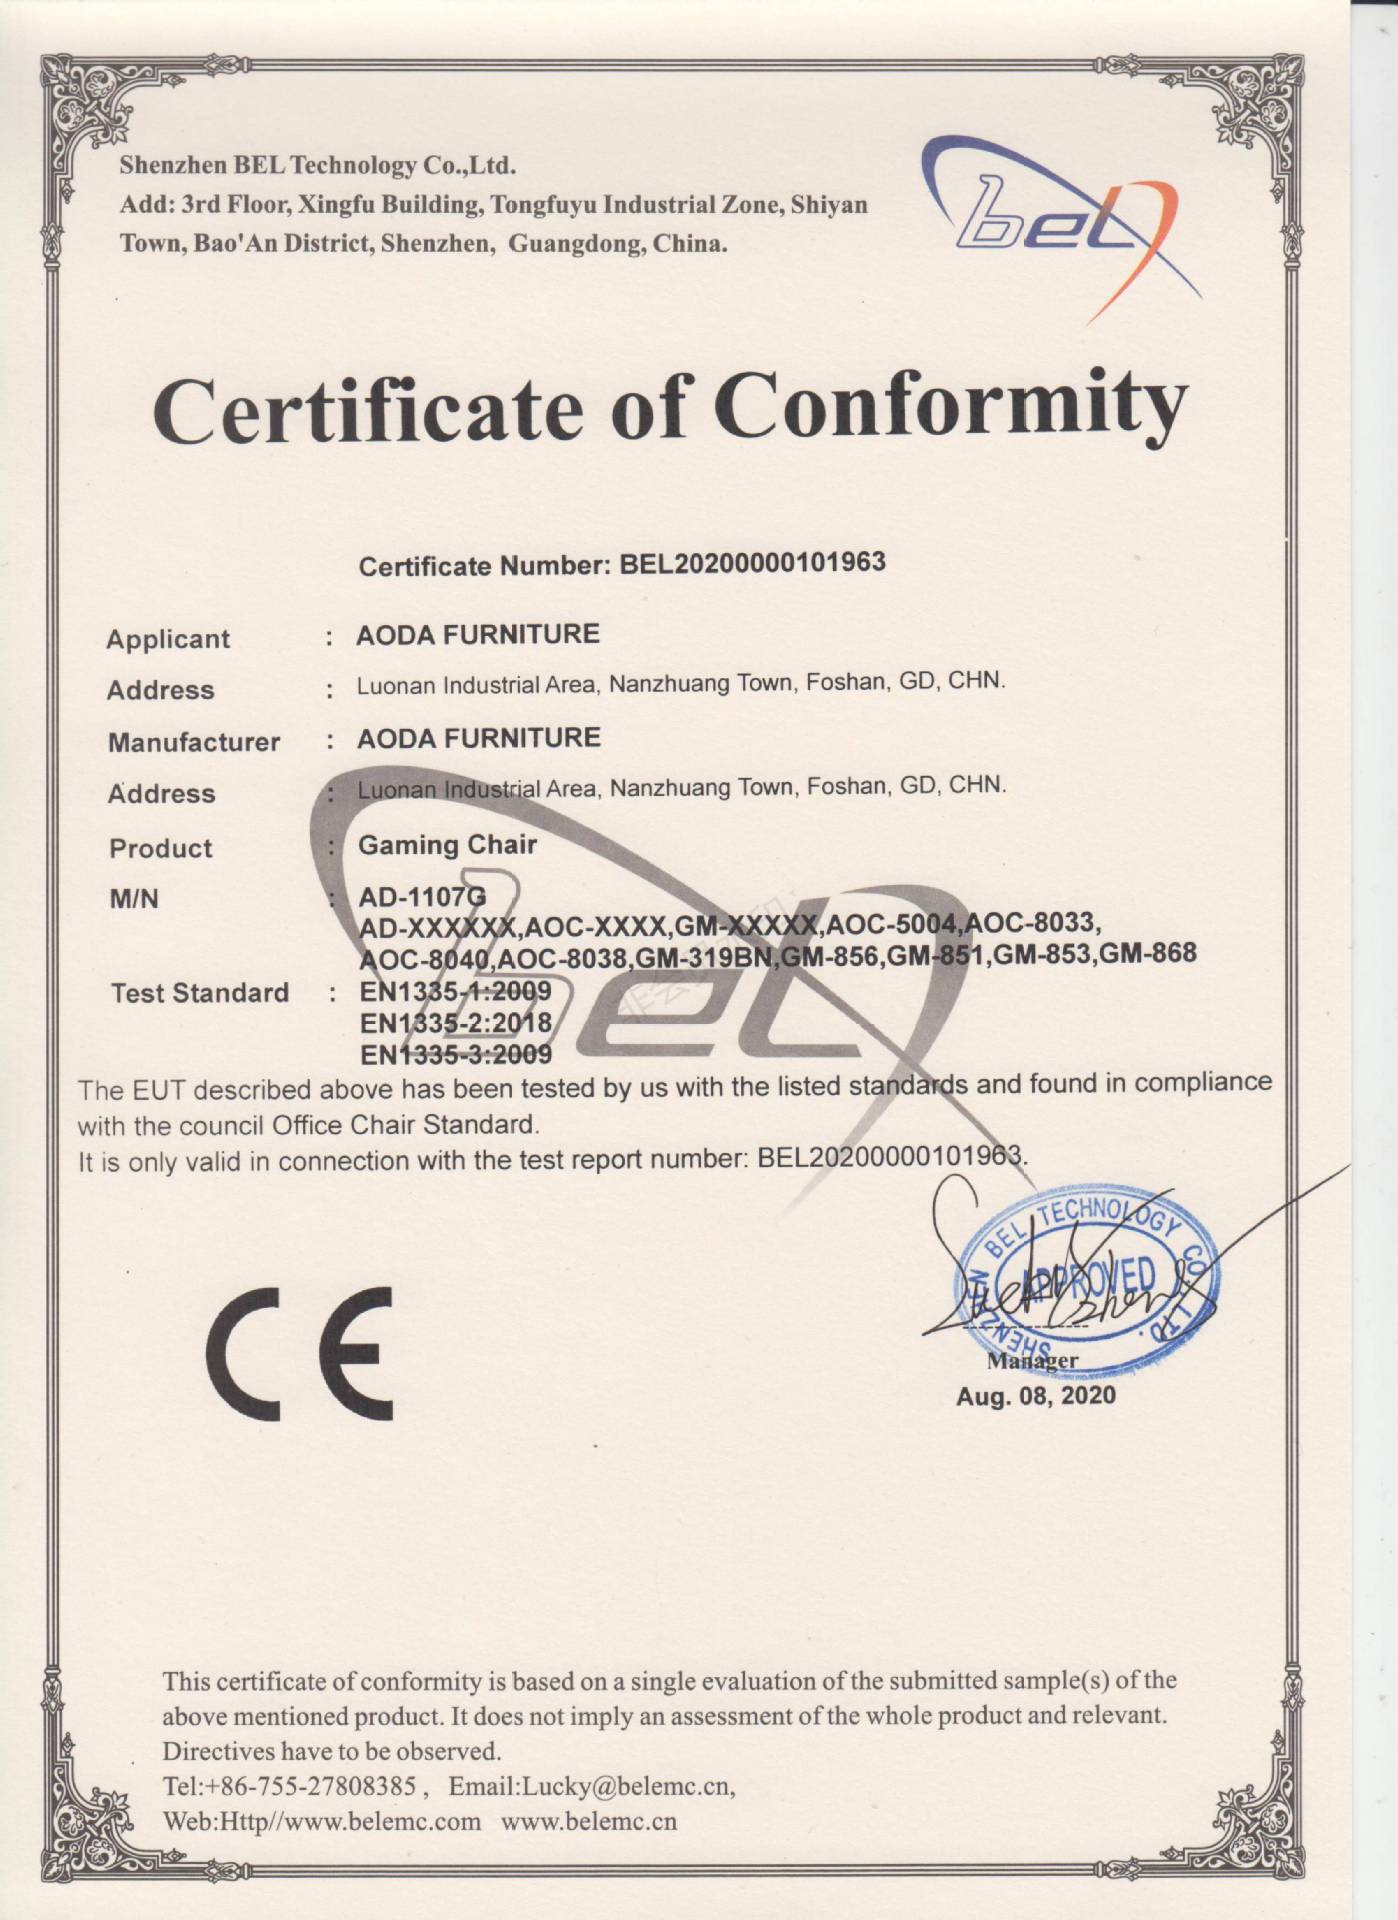 Shenzhen BEL Technology Co.,Ltd.
Add: 3rd Floor, Xingfu Building, Tongfuyu Industrial Zone, Shiyan
Town, Bao'An District, Shenzhen, Guangdong, China.
bel
Certificate of Conformity
Certificate Number: BEL20200000101963
Applicant : AODA FURNITURE
Address : Luonan Industrial Area, Nanzhuang Town, Foshan, GD, CHN.
Manufacturer : AODA FURNITURE
Address : Luonan Industrial Area, Nanzhuang Town, Foshan, GD, CHN.
Product : Gaming Chair
M/N : AD-1107G
AD-XXXXXX,AOC-XXXX,GM-XXXXX,AOC-5004,AOC-8033,
AOC-8040,AOC-8038,GM-319BN,GM-856,GM-851,GM-853,GM-868
Test Standard : EN1335-1:2009
EN1335-2:2018
EN1335-3:2009
bel
The EUT described above has been tested by us with the listed standards and found in compliance
with the council Office Chair Standard.
It is only valid in connection with the test report number: BEL20200000101963.
SHENZHEN BEL TECHNOLOGY CO. LTD.
APPROVED
Manager
Aug. 08, 2020
CE
This certificate of conformity is based on a single evaluation of the submitted sample(s) of the
above mentioned product. It does not imply an assessment of the whole product and relevant.
Directives have to be observed.
Tel:+86-755-27808385 , Email:Lucky@belemc.cn,
Web:Http//www.belemc.com www.belemc.cn